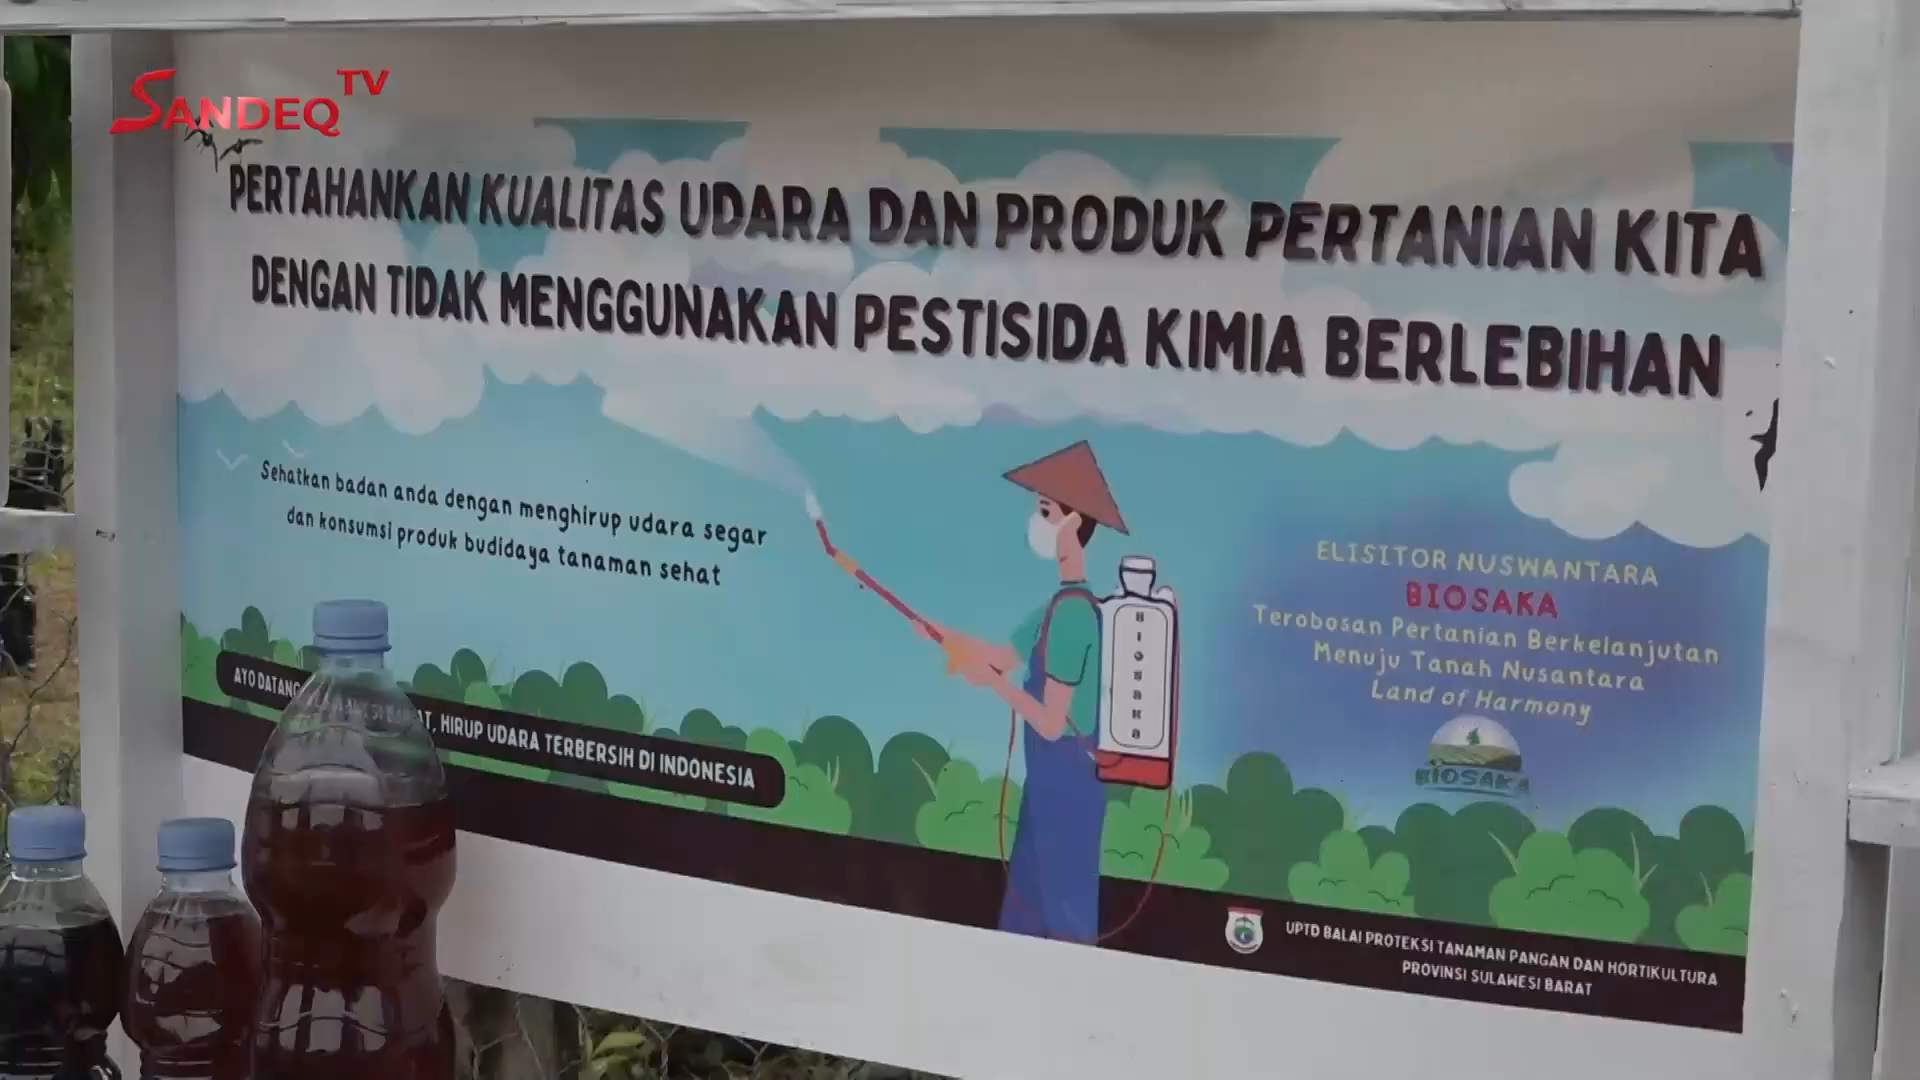 SANDEQ TV
PERTAHANKAN KUALITAS UDARA DAN PRODUK PERTANIAN KITA
DENGAN TIDAK MENGGUNAKAN PESTISIDA KIMIA BERLEBIHAN
Sehatkan badan anda dengan menghirup udara segar
dan konsumsi produk budidaya tanaman sehat
ELISITOR NUSWANTARA
BIOSAKA
Terobosan Pertanian Berkelanjutan
Menuju Tanah Nusantara
Land of Harmony
BIOSAKA
BIOSAKA
AYO DATANG, HIRUP UDARA TERBERSIH DI INDONESIA
UPTD BALAI PROTEKSI TANAMAN PANGAN DAN HORTIKULTURA
PROVINSI SULAWESI BARAT